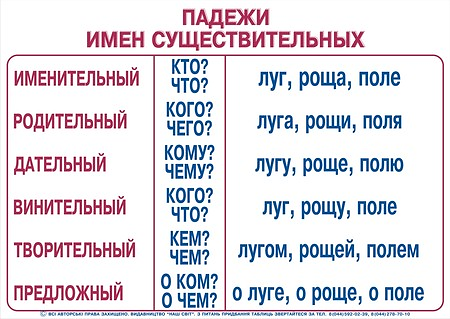 ПАДЕЖИ
ИМЕН СУЩЕСТВИТЕЛЬНЫХ
ИМЕНИТЕЛЬНЫЙ КТО? ЧТО? луг, роща, поле
РОДИТЕЛЬНЫЙ КОГО? ЧЕГО? луга, рощи, поля
ДАТЕЛЬНЫЙ КОМУ? ЧЕМУ? лугу, роще, полю
ВИНИТЕЛЬНЫЙ КОГО? ЧТО? луг, рощу, поле
ТВОРИТЕЛЬНЫЙ КЕМ? ЧЕМ? лугом, рощей, полем
ПРЕДЛОЖНЫЙ О КОМ? О ЧЕМ? о луге, о роще, о поле
© ВСІ АВТОРСЬКІ ПРАВА ЗАХИЩЕНО. ВИДАВНИЦТВО "НАШ СВІТ". З ПИТАНЬ ПРИДБАННЯ ТАБЛИЦЬ ЗВЕРТАЙТЕСЯ ЗА ТЕЛ. 8(044)592-02-39, 8(044)278-70-10